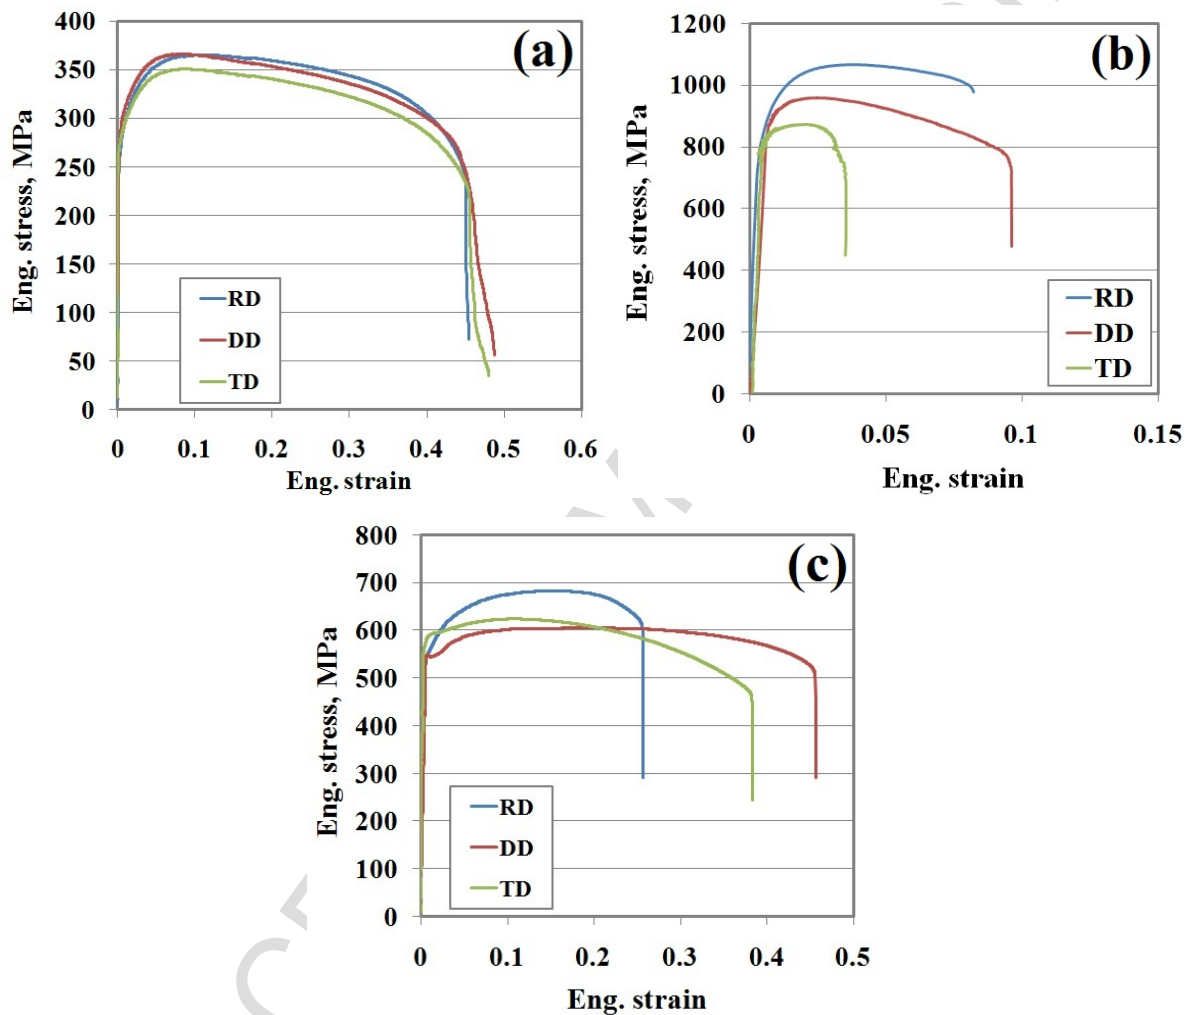 (a)
Eng. stress, MPa
400
350
300
250
200
150
100
50
0
RD
DD
TD
0 0.1 0.2 0.3 0.4 0.5 0.6
Eng. strain
(b)
Eng. stress, MPa
1200
1000
800
600
400
200
0
RD
DD
TD
0 0.05 0.1 0.15
Eng. strain
(c)
Eng. stress, MPa
800
700
600
500
400
300
200
100
0
RD
DD
TD
0 0.1 0.2 0.3 0.4 0.5
Eng. strain